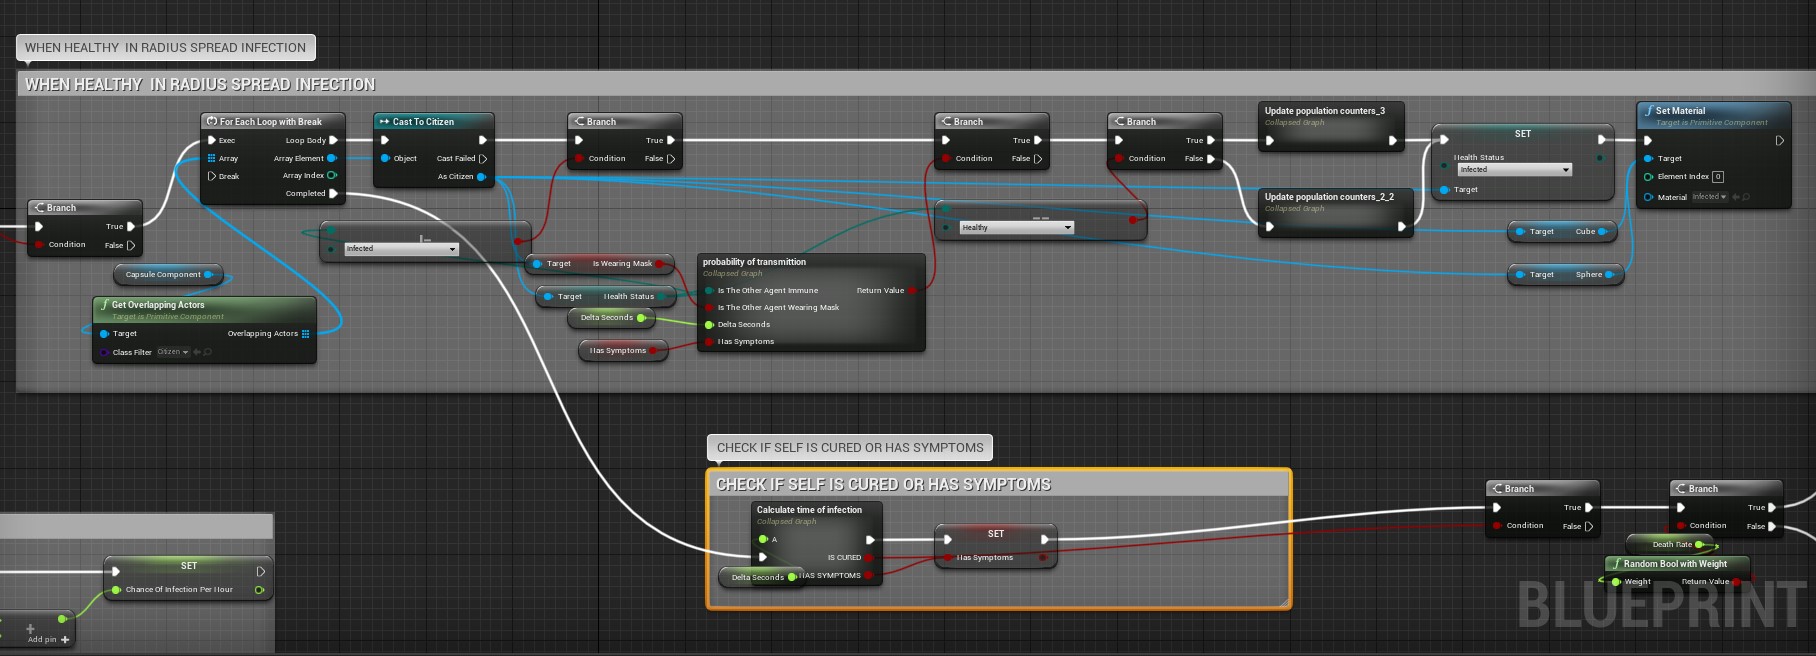 WHEN HEALTHY IN RADIUS SPREAD INFECTION
WHEN HEALTHY IN RADIUS SPREAD INFECTION
For Each Loop with Break
Exec
Loop Body
Array
Array Element
Break
Array Index
Completed
Cast To Citizen
Object
Cast Failed
As Citizen
Branch
True
Condition
False
Branch
True
Condition
False
Branch
True
Condition
False
Update population counters_3
Collapsed Graph
Update population counters_2_2
Collapsed Graph
SET
Health Status
Infected
Target
Set Material
Target is Primitive Component
Target
Element Index 0
Material Infected
Branch
True
Condition
False
Capsule Component
Get Overlapping Actors
Target is Primitive Component
Target
Overlapping Actors
Class Filter Citizen
!=
Infected
Target Is Wearing Mask
Target Health Status
Delta Seconds
Has Symptoms
probability of transmittion
Collapsed Graph
Is The Other Agent Immune
Return Value
Is The Other Agent Wearing Mask
Delta Seconds
Has Symptoms
==
Healthy
Target Cube
Target Sphere
CHECK IF SELF IS CURED OR HAS SYMPTOMS
CHECK IF SELF IS CURED OR HAS SYMPTOMS
Calculate time of infection
Collapsed Graph
A
IS CURED
HAS SYMPTOMS
Delta Seconds
SET
Has Symptoms
Branch
True
Condition
False
Branch
True
Condition
False
Death Rate
Random Bool with Weight
Weight
Return Value
SET
Chance Of Infection Per Hour
+
Add pin +
BLUEPRINT